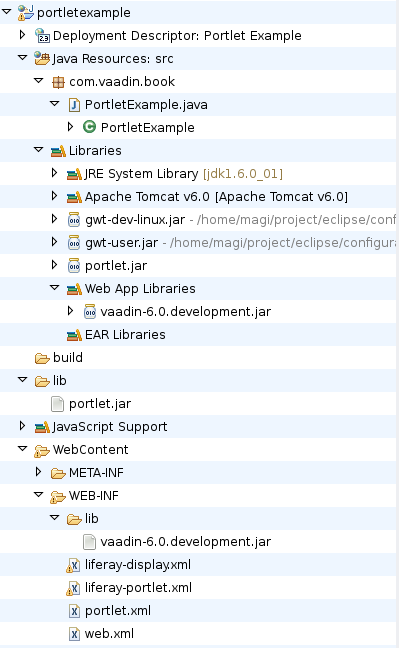 portletexample
Deployment Descriptor: Portlet Example
Java Resources: src
com.vaadin.book
PortletExample.java
PortletExample
Libraries
JRE System Library [jdk1.6.0_01]
Apache Tomcat v6.0 [Apache Tomcat v6.0]
gwt-dev-linux.jar - /home/magi/project/eclipse/conf
gwt-user.jar - /home/magi/project/eclipse/configura
portlet.jar
Web App Libraries
vaadin-6.0.development.jar
EAR Libraries
build
lib
portlet.jar
JavaScript Support
WebContent
META-INF
WEB-INF
lib
vaadin-6.0.development.jar
liferay-display.xml
liferay-portlet.xml
portlet.xml
web.xml